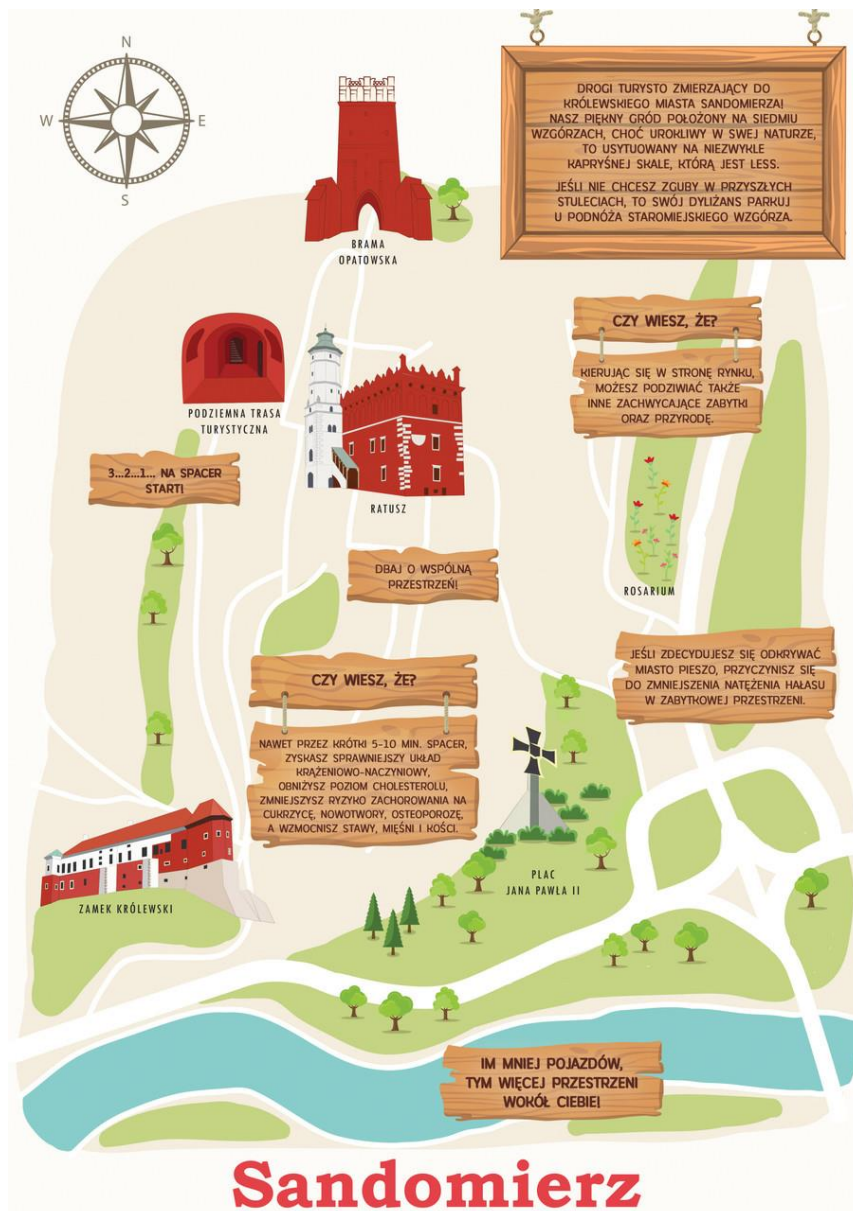 N
W
E
S
DROGI TURYSTO ZMIERZAJĄCY DO
KRÓLEWSKIEGO MIASTA SANDOMIERZA!
NASZ PIĘKNY GRÓD POŁOŻONY NA SIEDMIU
WZGÓRZACH, CHOĆ UROKLIWY W SWEJ NATURZE,
TO USYTUOWANY NA NIEZWYKLE
KAPRYŚNEJ SKALE, KTÓRĄ JEST LESS.
JEŚLI NIE CHCESZ ZGUBY W PRZYSZŁYCH
STULECIACH, TO SWÓJ DYLIŻANS PARKUJ
U PODNÓŻA STAROMIEJSKIEGO WZGÓRZA.
BRAMA
OPATOWSKA
CZY WIESZ, ŻE?
KIERUJĄC SIĘ W STRONĘ RYNKU,
MOŻESZ PODZIWIAĆ TAKŻE
INNE ZACHWYCAJĄCE ZABYTKI
ORAZ PRZYRODĘ.
PODZIEMNA TRASA
TURYSTYCZNA
3...2...1... NA SPACER
START!
RATUSZ
DBAJ O WSPÓLNĄ
PRZESTRZEŃ!
ROSARIUM
JEŚLI ZDECYDUJESZ SIĘ ODKRYWAĆ
MIASTO PIESZO, PRZYCZYNISZ SIĘ
DO ZMNIEJSZENIA NATĘŻENIA HAŁASU
W ZABYTKOWEJ PRZESTRZENI.
CZY WIESZ, ŻE?
NAWET PRZEZ KRÓTKI 5-10 MIN. SPACER,
ZYSKASZ SPRAWNIEJSZY UKŁAD
KRĄŻENIOWO-NACZYNIOWY,
OBNIŻYSZ POZIOM CHOLESTEROLU,
ZMNIEJSZYSZ RYZYKO ZACHOROWANIA NA
CUKRZYCĘ, NOWOTWORY, OSTEOPOROZĘ,
A WZMOCNISZ STAWY, MIĘŚNI I KOŚCI.
PLAC
JANA PAWŁA II
ZAMEK KRÓLEWSKI
IM MNIEJ POJAZDÓW,
TYM WIĘCEJ PRZESTRZENI
WOKÓŁ CIEBIE!
Sandomierz